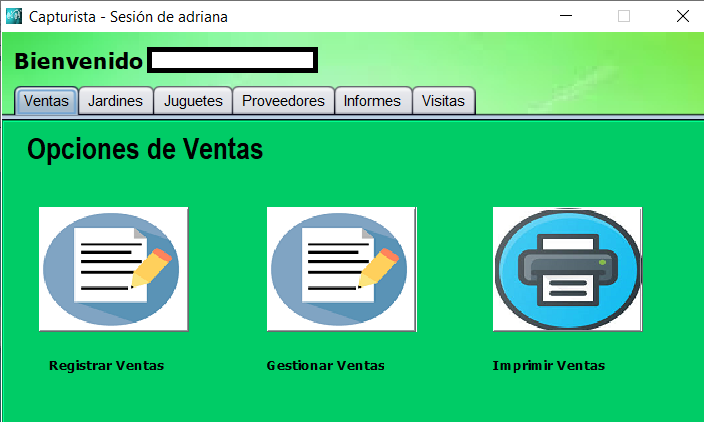 Capturista - Sesión de adriana
Bienvenido
Ventas Jardines Juguetes Proveedores Informes Visitas
Opciones de Ventas
Registrar Ventas Gestionar Ventas Imprimir Ventas